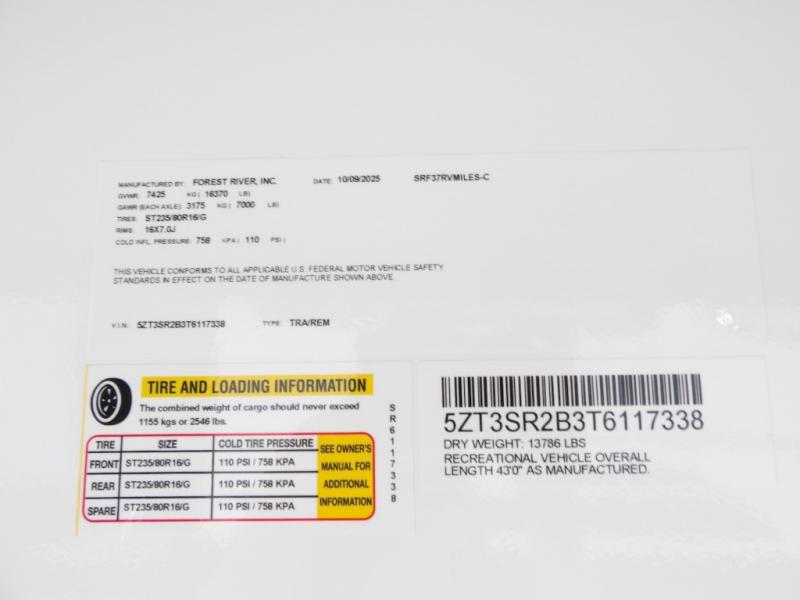 MANUFACTURED BY: FOREST RIVER, INC. DATE: 10/09/2025 SRF37RVMILES-C
GVWR: 7425 KG ( 16370 LB)
GAWR (EACH AXLE): 3175 KG ( 7000 LB)
TIRES: ST235/80R16/G
RIMS: 16X7.0J
COLD INFL. PRESSURE: 758 KPA ( 110 PSI )
THIS VEHICLE CONFORMS TO ALL APPLICABLE U.S. FEDERAL MOTOR VEHICLE SAFETY
STANDARDS IN EFFECT ON THE DATE OF MANUFACTURE SHOWN ABOVE
V.I.N.: 5ZT3SR2B3T6117338 TYPE: TRA/REM
TIRE AND LOADING INFORMATION
The combined weight of cargo should never exceed
1155 kgs or 2546 lbs.
TIRE SIZE COLD TIRE PRESSURE
FRONT ST235/80R16/G 110 PSI / 758 KPA
REAR ST235/80R16/G 110 PSI / 758 KPA
SPARE ST235/80R16/G 110 PSI / 758 KPA
SEE OWNER'S
MANUAL FOR
ADDITIONAL
INFORMATION
SR6117338
5ZT3SR2B3T6117338
DRY WEIGHT: 13786 LBS
RECREATIONAL VEHICLE OVERALL
LENGTH 43'0" AS MANUFACTURED.